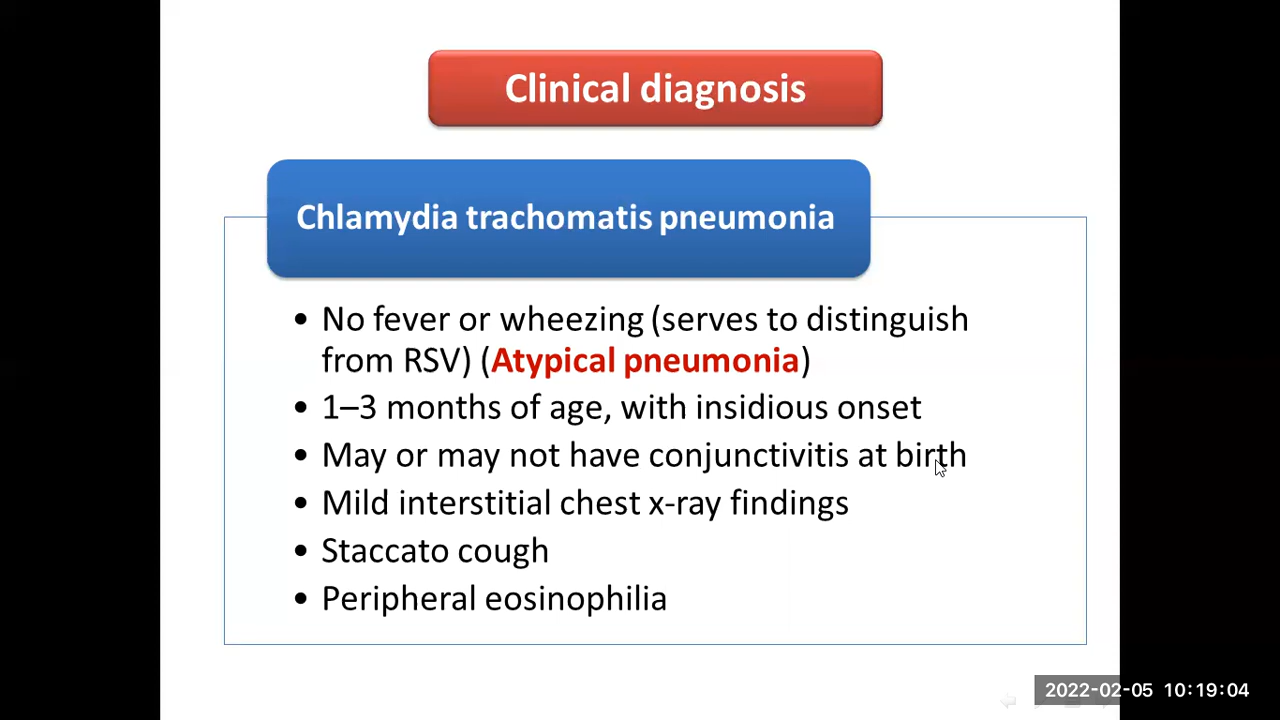 Clinical diagnosis
Chlamydia trachomatis pneumonia
• No fever or wheezing (serves to distinguish
from RSV) (Atypical pneumonia)
• 1–3 months of age, with insidious onset
• May or may not have conjunctivitis at birth
• Mild interstitial chest x-ray findings
• Staccato cough
• Peripheral eosinophilia
2022-02-05 10:19:04